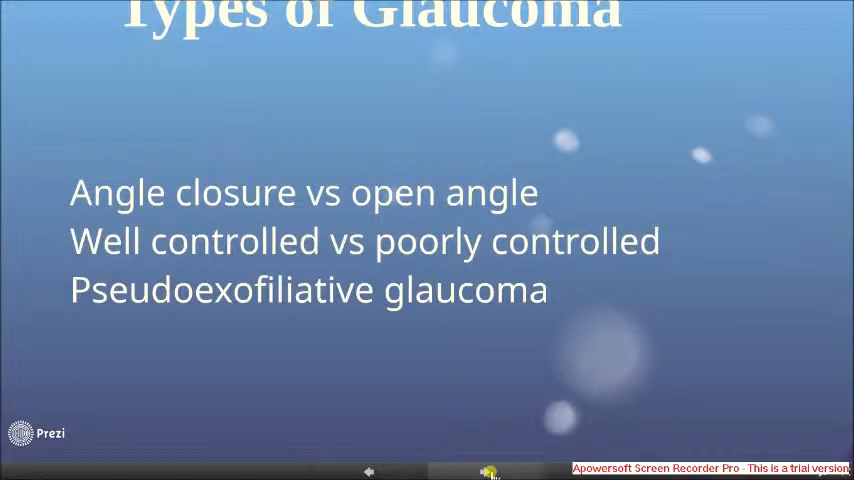 Types of Glaucoma
Angle closure vs open angle
Well controlled vs poorly controlled
Pseudoexofiliative glaucoma
Prezi
Apowersoft Screen Recorder Pro - This is a trial version